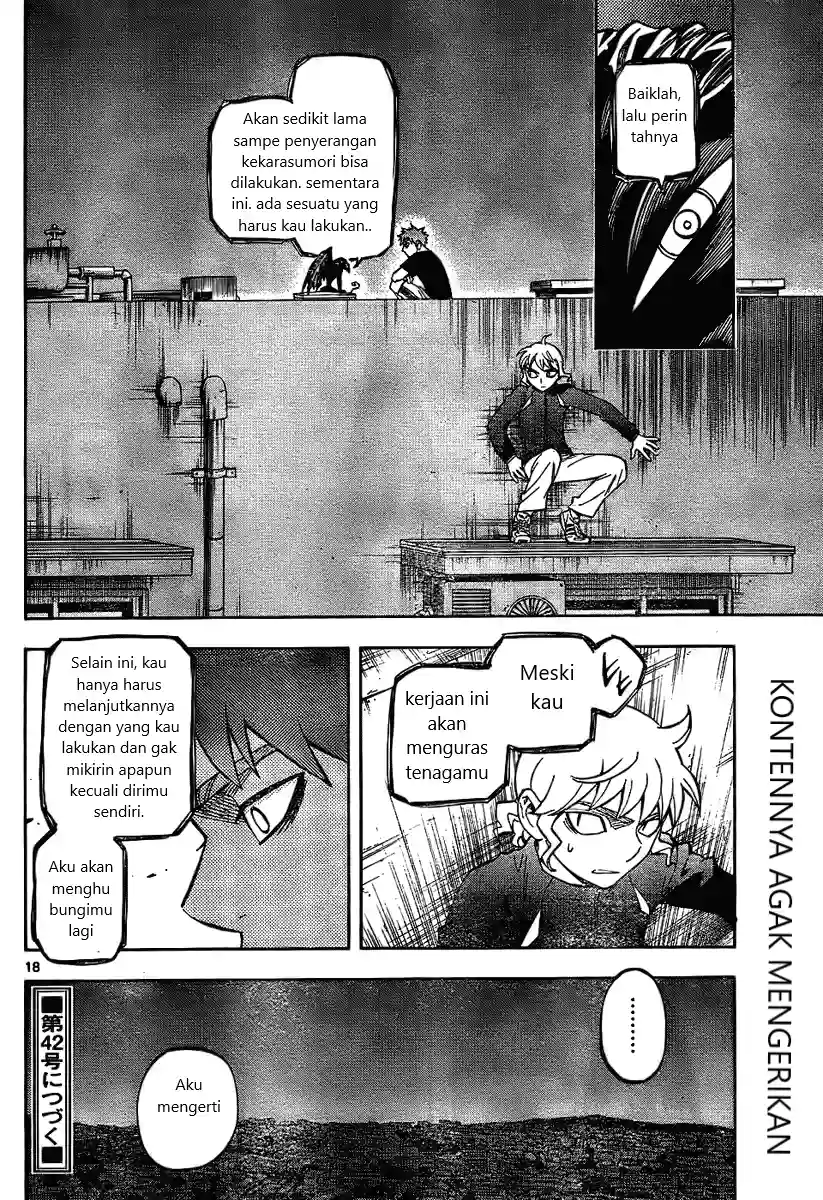 Baiklah,
lalu perin
tahnya
Akan sedikit lama
sampe penyerangan
kekarasumori bisa
dilakukan. sementara
ini. ada sesuatu yang
harus kau lakukan..
Meski
kau
kerjaan ini
akan
menguras
tenagamu
Selain ini, kau
hanya harus
melanjutkannya
dengan yang kau
lakukan dan gak
mikirin apapun
kecuali dirimu
sendiri.
Aku akan
menghu
bungimu
lagi
18
KONTENNYA AGAK MENGERIKAN
.........
Aku
mengerti
■第42号につづく■